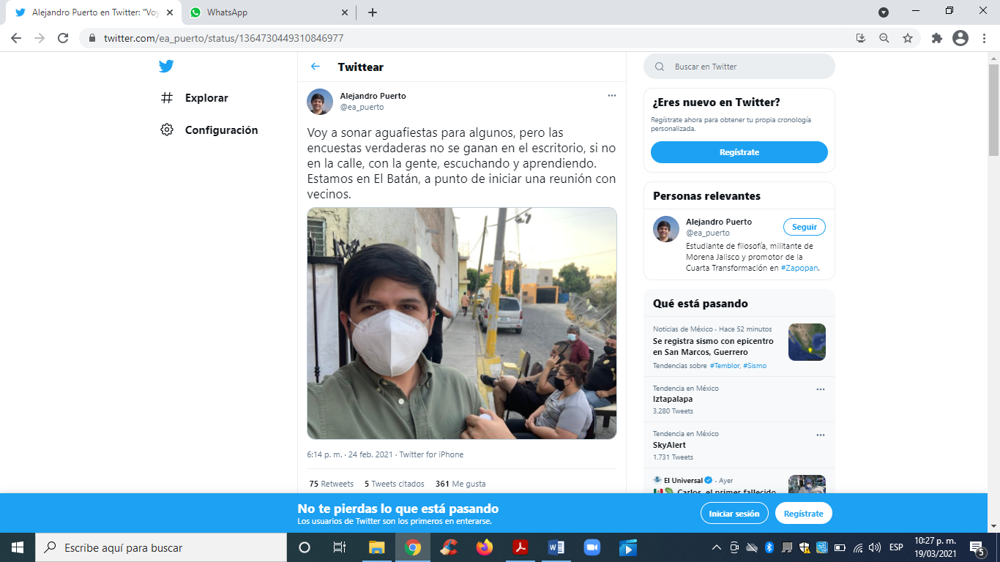 Alejandro Puerto en Twitter: "Voy
WhatsApp
twitter.com/ea_puerto/status/1364730449310846977
Explorar
Configuración
Twittear
Alejandro Puerto
@ea_puerto
Voy a sonar aguafiestas para algunos, pero las
encuestas verdaderas no se ganan en el escritorio, si no
en la calle, con la gente, escuchando y aprendiendo.
Estamos en El Batán, a punto de iniciar una reunión con
vecinos.
6:14 p. m. · 24 feb. 2021 · Twitter for iPhone
75 Retweets 5 Tweets citados 361 Me gusta
Buscar en Twitter
¿Eres nuevo en Twitter?
Regístrate ahora para obtener tu propia cronología
personalizada.
Regístrate
Personas relevantes
Alejandro Puerto
@ea_puerto
Seguir
Estudiante de filosofía, militante de
Morena Jalisco y promotor de la
Cuarta Transformación en #Zapopan.
Qué está pasando
Noticias de México · Hace 52 minutos
Se registra sismo con epicentro
en San Marcos, Guerrero
Tendencias sobre #Temblor, #Sismo
Tendencia en México
Iztapalapa
3.280 Tweets
Tendencia en México
SkyAlert
1.731 Tweets
El Universal · Ayer
Carlos, el primer fallecido
No te pierdas lo que está pasando
Los usuarios de Twitter son los primeros en enterarse.
Iniciar sesión
Regístrate
Escribe aquí para buscar
ESP
10:27 p. m.
19/03/2021
5